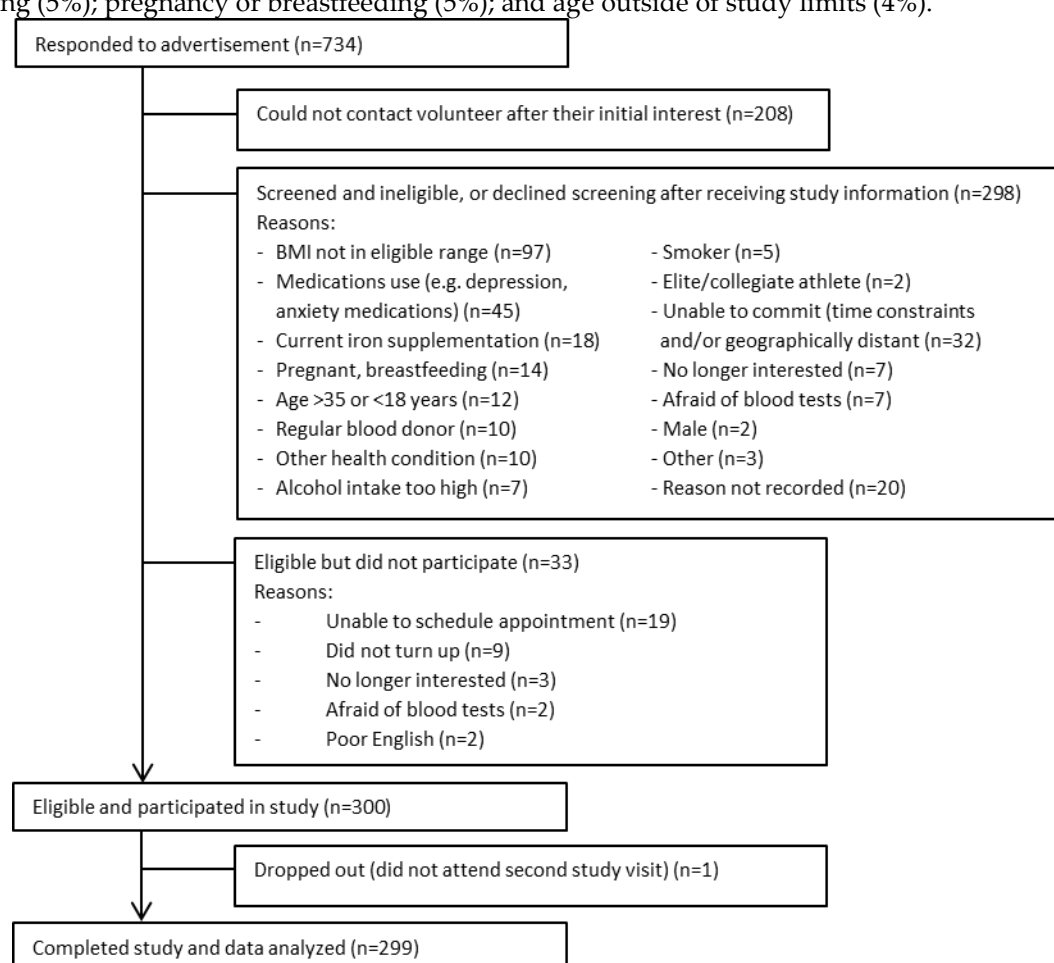 ng (5%); pregnancy or breastfeeding (5%); and age outside of study limits (4%).
Responded to advertisement (n=734)
Could not contact volunteer after their initial interest (n=208)
Screened and ineligible, or declined screening after receiving study information (n=298)
Reasons:
- BMI not in eligible range (n=97)
- Medications use (e.g. depression,
anxiety medications) (n=45)
- Current iron supplementation (n=18)
- Pregnant, breastfeeding (n=14)
- Age >35 or <18 years (n=12)
- Regular blood donor (n=10)
- Other health condition (n=10)
- Alcohol intake too high (n=7)
- Smoker (n=5)
- Elite/collegiate athlete (n=2)
- Unable to commit (time constraints
and/or geographically distant (n=32)
- No longer interested (n=7)
- Afraid of blood tests (n=7)
- Male (n=2)
- Other (n=3)
- Reason not recorded (n=20)
Eligible but did not participate (n=33)
Reasons:
- Unable to schedule appointment (n=19)
- Did not turn up (n=9)
- No longer interested (n=3)
- Afraid of blood tests (n=2)
- Poor English (n=2)
Eligible and participated in study (n=300)
Dropped out (did not attend second study visit) (n=1)
Completed study and data analyzed (n=299)